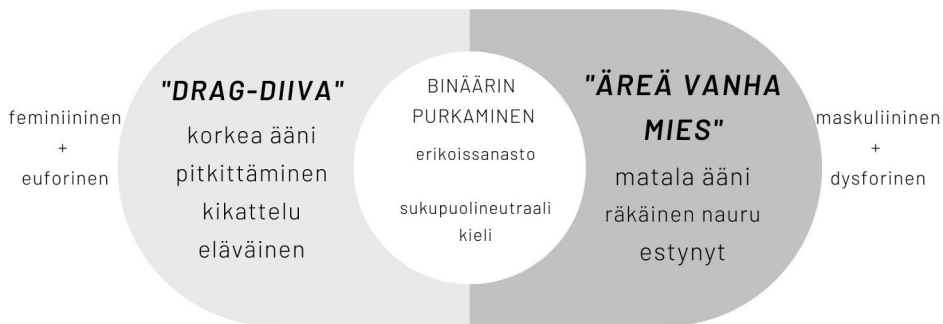 feminiininen
+
euforinen
"DRAG-DIIVA"
korkea ääni
pitkittäminen
kikattelu
eläväinen
BINÄÄRIN
PURKAMINEN
erikoissanasto
sukupuolineutraali
kieli
"ÄREÄ VANHA
MIES"
matala ääni
räkäinen nauru
estynyt
maskuliininen
+
dysforinen